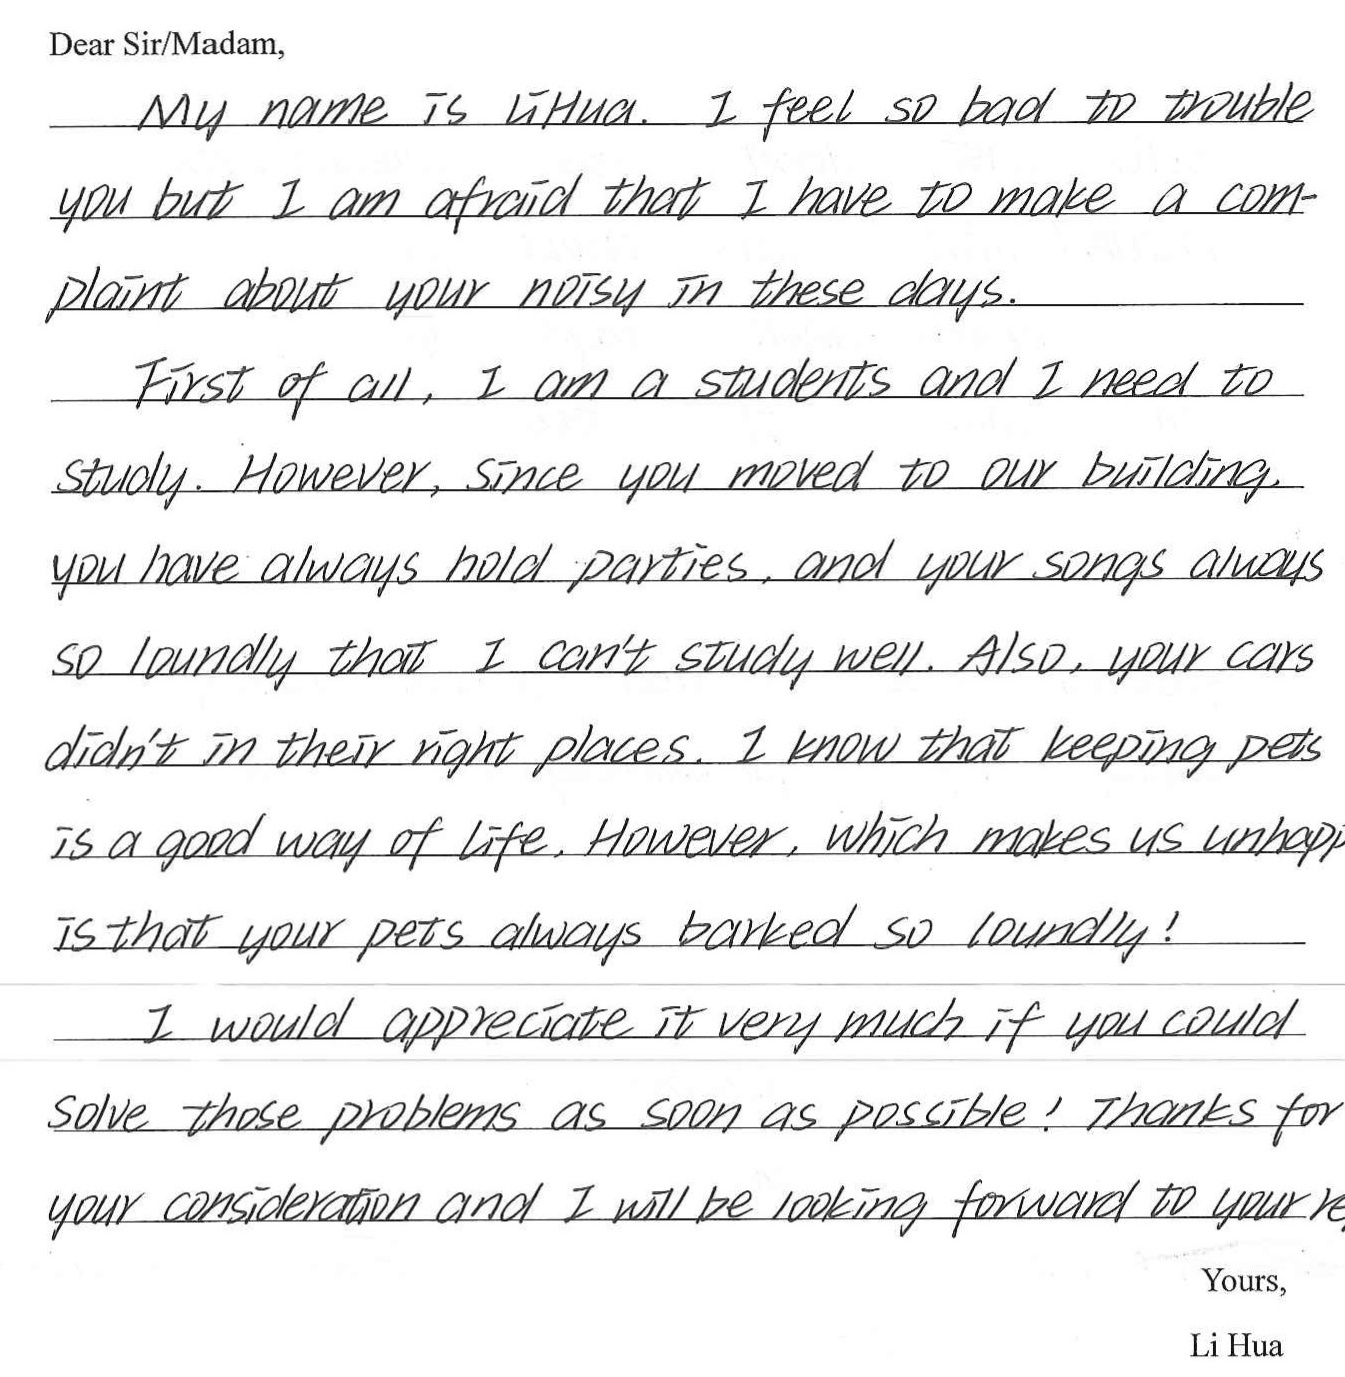 Dear Sir/Madam,
My name is LiHua. I feel so bad to trouble
you but I am afraid that I have to make a com-
plaint about your noisy in these days.
First of all, I am a students and I need to
study. However, since you moved to our building,
you have always hold parties, and your songs always
so loundly that I can't study well. Also, your cars
didn't in their right places. I know that keeping pets
is a good way of life. However, which makes us unhapp
is that your pets always barked so loundly!
I would appreciate it very much if you could
solve those problems as soon as possible! Thanks for
your consideration and I will be looking forward to your re
Yours,
Li Hua